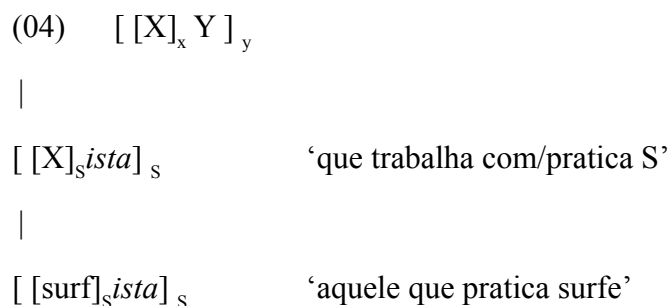 (04) [ [X]x Y ] y
|
[ [X]Sista] S ‘que trabalha com/pratica S’
|
[ [surf]Sista] S ‘aquele que pratica surfe’